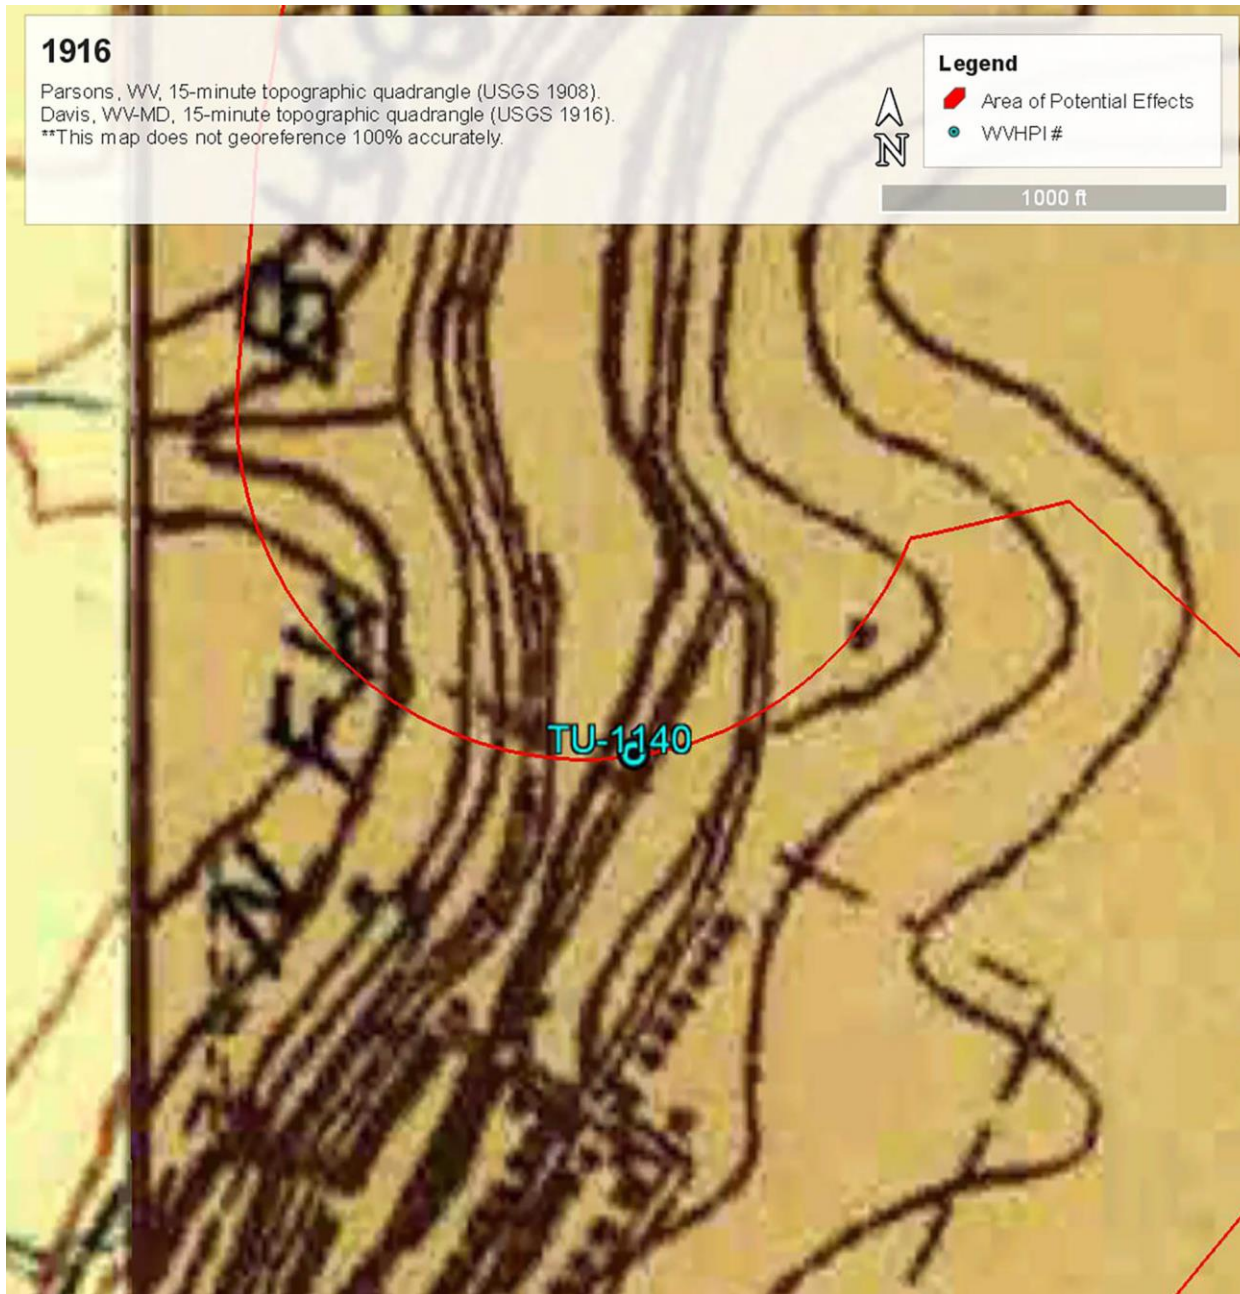 1916
Parsons, WV, 15-minute topographic quadrangle (USGS 1908).
Davis, WV-MD, 15-minute topographic quadrangle (USGS 1916).
**This map does not georeference 100% accurately.
N
Legend
Area of Potential Effects
WVHPI #
1000 ft
TU-1140